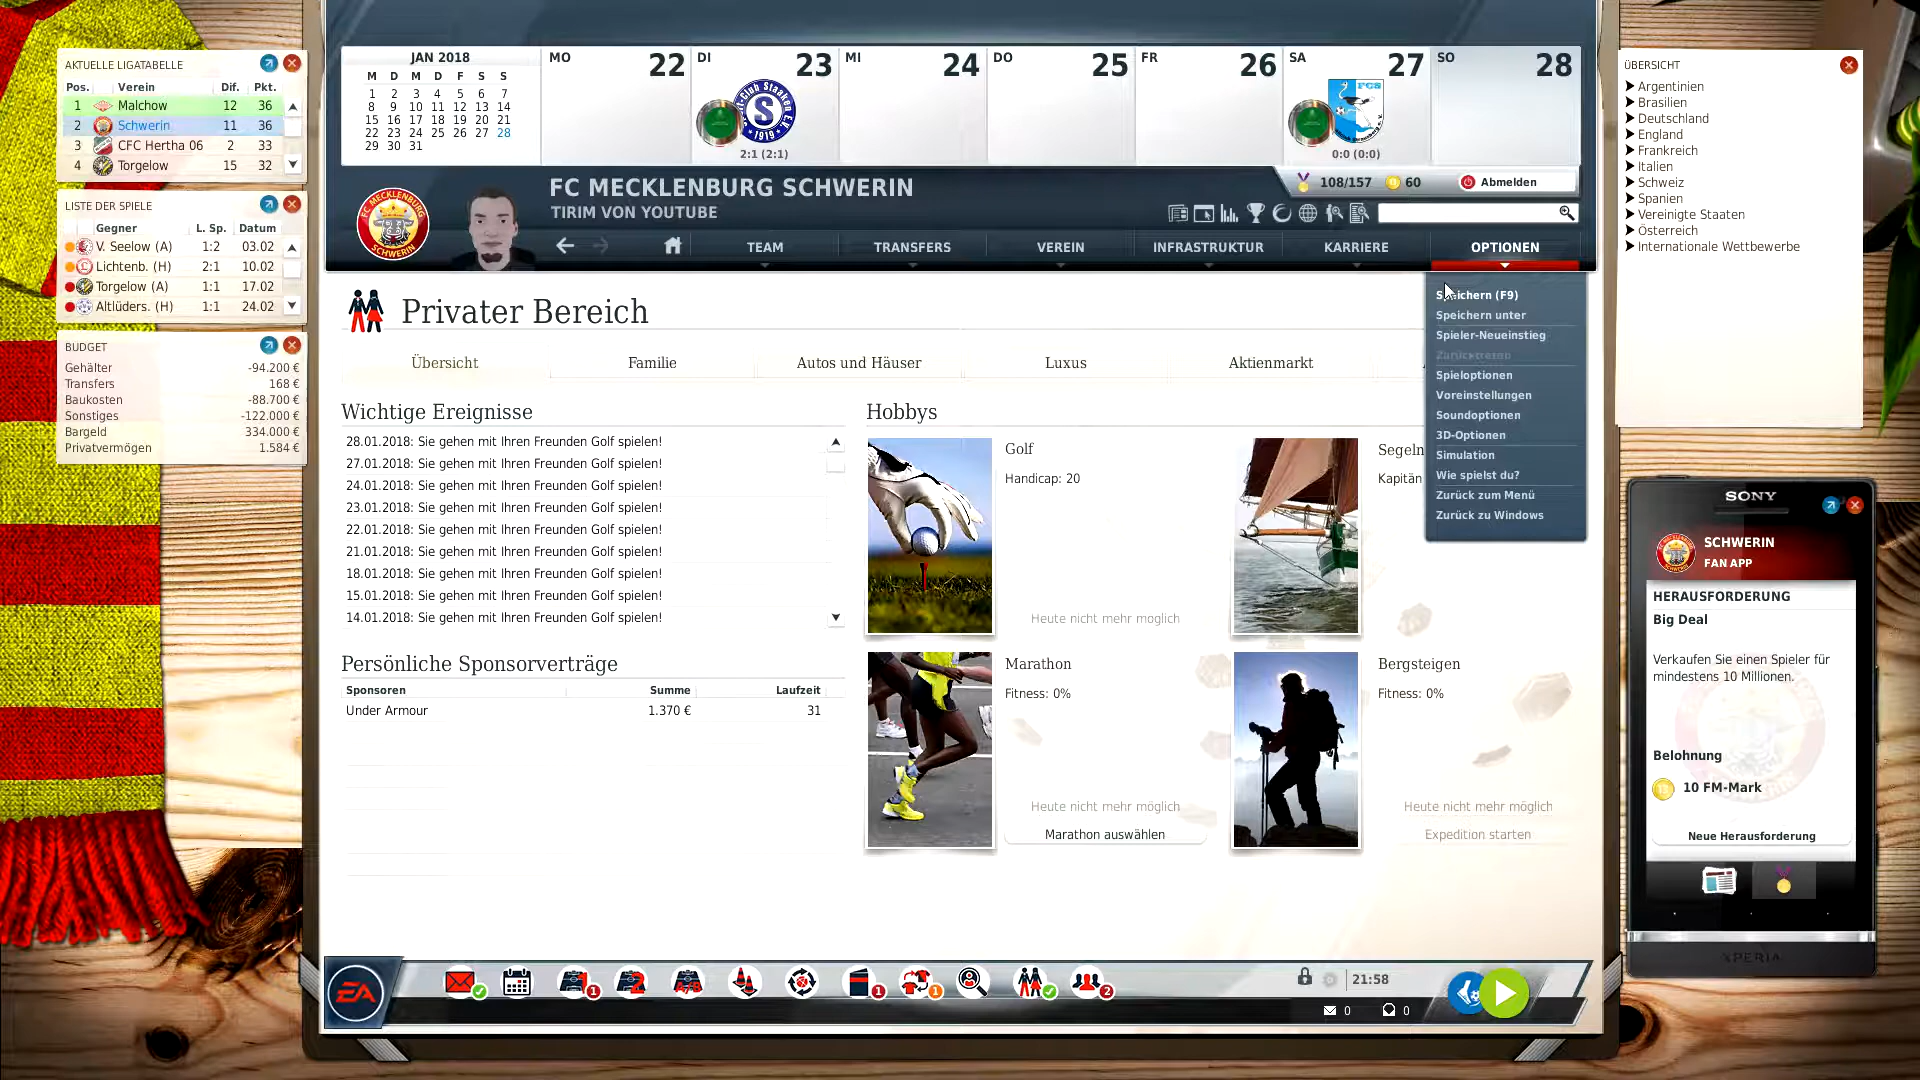 AKTUELLE LIGATABELLE
Pos. Verein Dif. Pkt.
1 Malchow 12 36
2 Schwerin 11 36
3 CFC Hertha 06 2 33
4 Torgelow 15 32
LISTE DER SPIELE
Gegner L. Sp. Datum
V. Seelow (A) 1:2 03.02
Lichtenb. (H) 2:1 10.02
Torgelow (A) 1:1 17.02
Altlüders. (H) 1:1 24.02
BUDGET
Gehälter -94.200 €
Transfers 168 €
Baukosten -88.700 €
Sonstiges -122.000 €
Bargeld 334.000 €
Privatvermögen 1.584 €
JAN 2018
M D M D F S S
1 2 3 4 5 6 7
8 9 10 11 12 13 14
15 16 17 18 19 20 21
22 23 24 25 26 27 28
29 30 31
MO 22 DI 23 MI 24 DO 25 FR 26 SA 27 SO 28
2:1 (2:1) 0:0 (0:0)
FC MECKLENBURG SCHWERIN
TIRIM VON YOUTUBE
108/157 60 Abmelden
TEAM TRANSFERS VEREIN INFRASTRUKTUR KARRIERE OPTIONEN
Speichern (F9)
Speichern unter
Spieler-Neueinstieg
Zurücktreten
Spieloptionen
Voreinstellungen
Soundoptionen
3D-Optionen
Simulation
Wie spielst du?
Zurück zum Menü
Zurück zu Windows
Privater Bereich
Übersicht Familie Autos und Häuser Luxus Aktienmarkt
Wichtige Ereignisse
28.01.2018: Sie gehen mit Ihren Freunden Golf spielen!
27.01.2018: Sie gehen mit Ihren Freunden Golf spielen!
24.01.2018: Sie gehen mit Ihren Freunden Golf spielen!
23.01.2018: Sie gehen mit Ihren Freunden Golf spielen!
22.01.2018: Sie gehen mit Ihren Freunden Golf spielen!
21.01.2018: Sie gehen mit Ihren Freunden Golf spielen!
18.01.2018: Sie gehen mit Ihren Freunden Golf spielen!
15.01.2018: Sie gehen mit Ihren Freunden Golf spielen!
14.01.2018: Sie gehen mit Ihren Freunden Golf spielen!
Persönliche Sponsorverträge
Sponsoren Summe Laufzeit
Under Armour 1.370 € 31
Hobbys
Golf
Handicap: 20
Heute nicht mehr möglich
Segeln
Kapitän
Marathon
Fitness: 0%
Heute nicht mehr möglich
Marathon auswählen
Bergsteigen
Fitness: 0%
Heute nicht mehr möglich
Expedition starten
ÜBERSICHT
Argentinien
Brasilien
Deutschland
England
Frankreich
Italien
Schweiz
Spanien
Vereinigte Staaten
Österreich
Internationale Wettbewerbe
SONY
SCHWERIN
FAN APP
HERAUSFORDERUNG
Big Deal
Verkaufen Sie einen Spieler für
mindestens 10 Millionen.
Belohnung
10 FM-Mark
Neue Herausforderung
XPERIA
EA
1 1 2 A/B 1 1 2
21:58
0 0